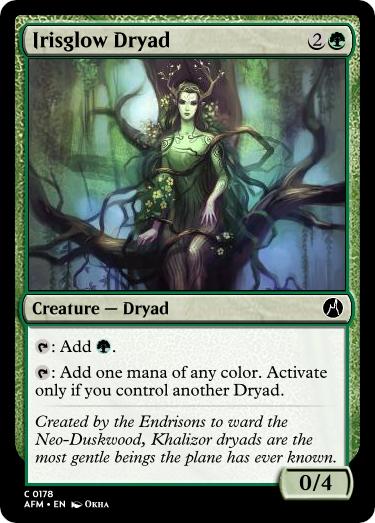 Irisglow Dryad 2
Creature — Dryad
: Add .
: Add one mana of any color. Activate
only if you control another Dryad.
Created by the Endrisons to ward the
Neo-Duskwood, Khalizor dryads are the
most gentle beings the plane has ever known.
0/4
C 0178
AFM • EN Okha